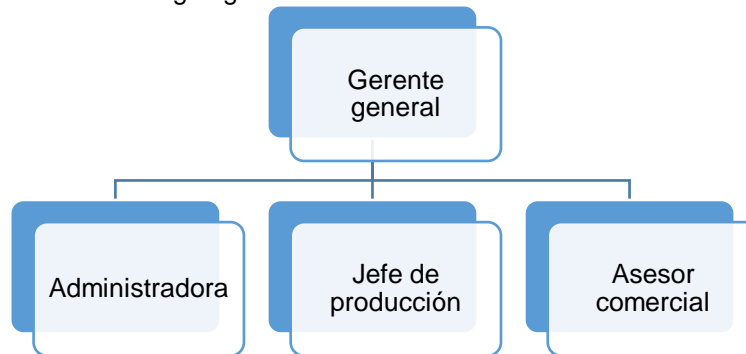 Gerente
general
Administradora
Jefe de
producción
Asesor
comercial